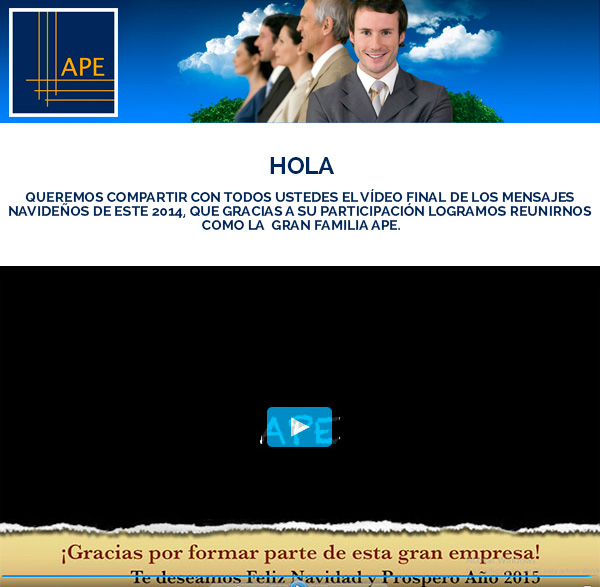 APE
HOLA
QUEREMOS COMPARTIR CON TODOS USTEDES EL VÍDEO FINAL DE LOS MENSAJES
NAVIDEÑOS DE ESTE 2014, QUE GRACIAS A SU PARTICIPACIÓN LOGRAMOS REUNIRNOS
COMO LA GRAN FAMILIA APE.
APE
¡Gracias por formar parte de esta gran empresa!
Te deseamos Feliz Navidad y Prospero Año 2015